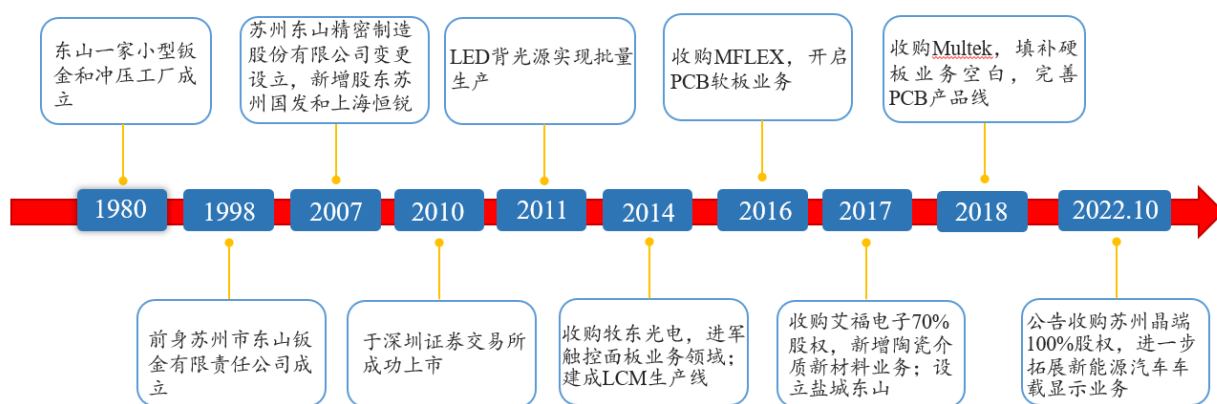 东山一家小型钣
金和冲压工厂成
立
苏州东山精密制造
股份有限公司变更
设立，新增股东苏
州国发和上海恒锐
LED背光源实现批量
生产
收购MFLEX，开启
PCB软板业务
收购Multek，填补硬
板业务空白，完善
PCB产品线
1980
1998
2007
2010
2011
2014
2016
2017
2018
2022.10
前身苏州市东山钣
金有限责任公司成
立
于深圳证券交易所
成功上市
收购牧东光电，进军
触控面板业务领域；
建成LCM生产线
收购艾福电子70%
股权，新增陶瓷介
质新材料业务；设
立盐城东山
公告收购苏州晶端
100%股权，进一步
拓展新能源汽车车
载显示业务